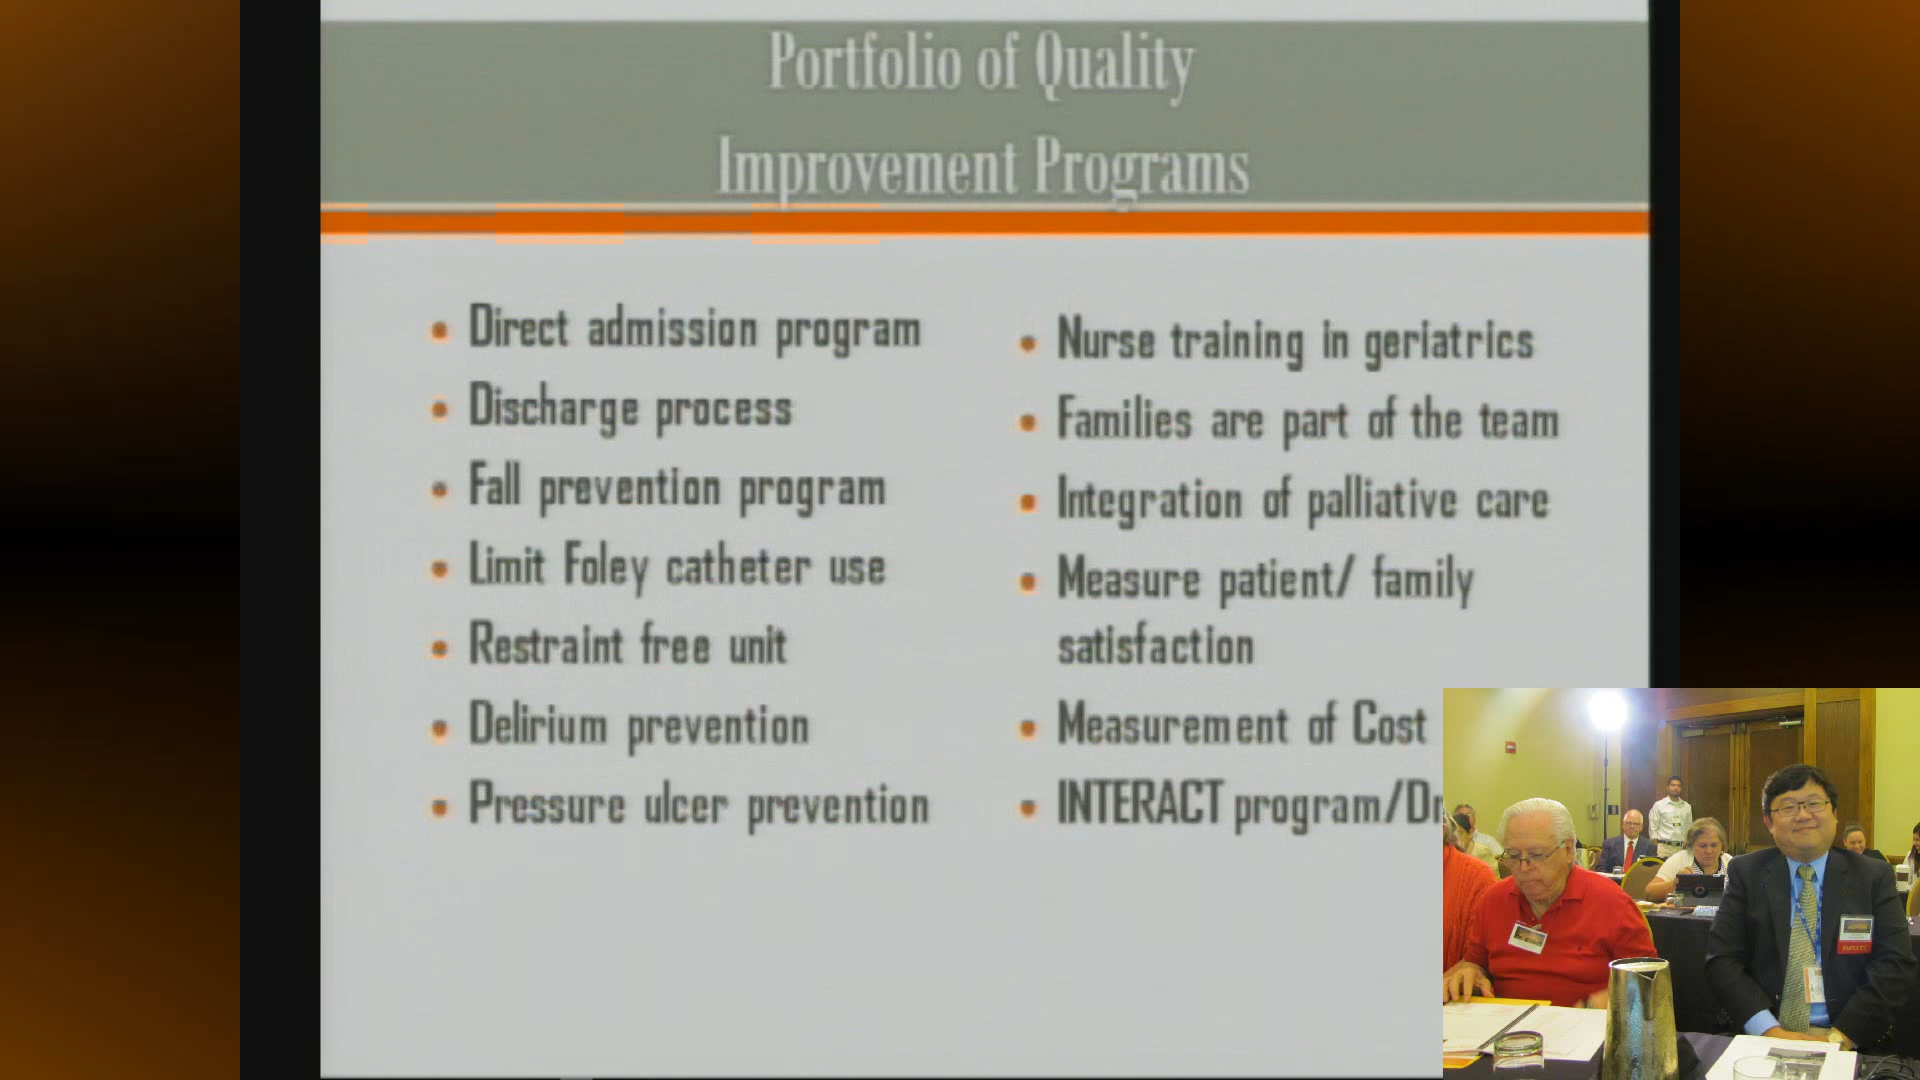 Portfolio of Quality
Improvement Programs
Direct admission program
Discharge process
Fall prevention program
Limit Foley catheter use
Restraint free unit
Delirium prevention
Pressure ulcer prevention
Nurse training in geriatrics
Families are part of the team
Integration of palliative care
Measure patient/ family
satisfaction
Measurement of Cost
INTERACT program/